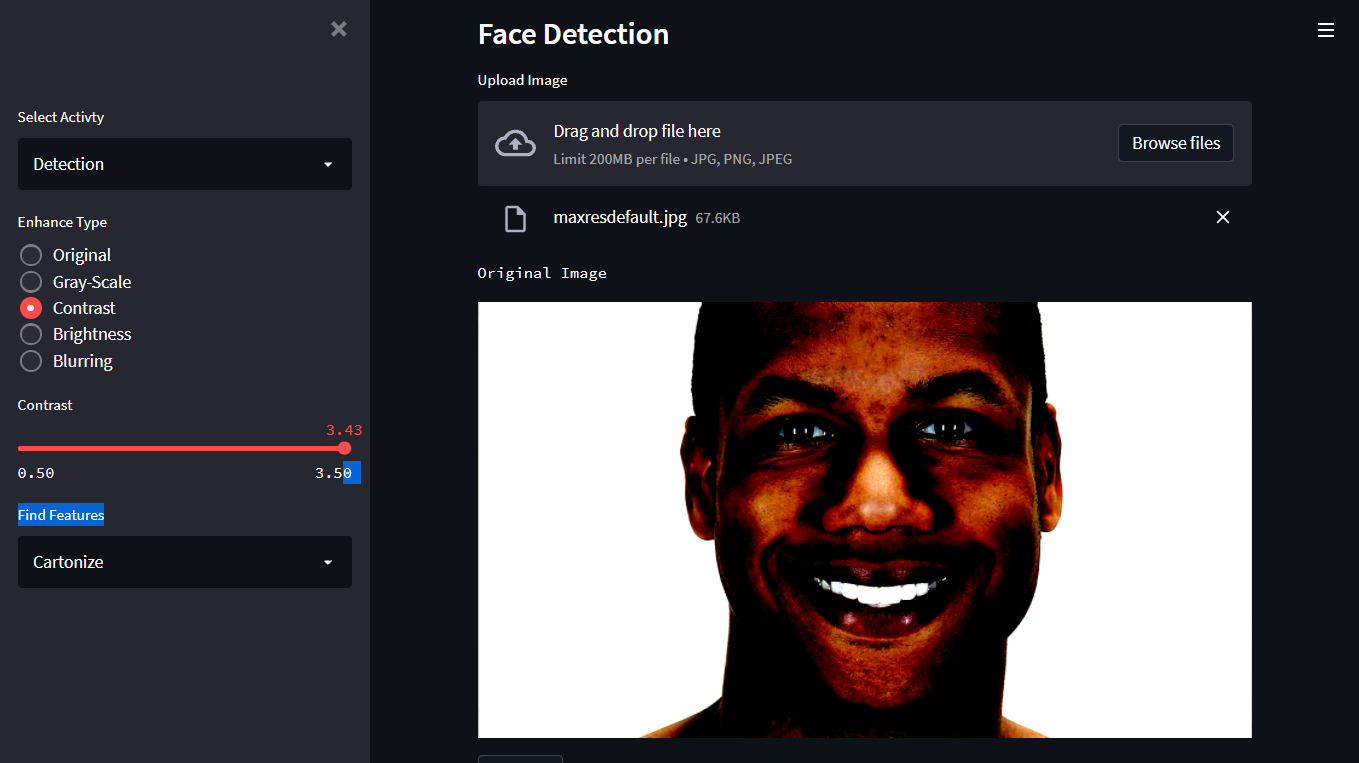 Select Activty
Detection
Enhance Type
Original
Gray-Scale
Contrast
Brightness
Blurring
Contrast
3.43
0.50 3.50
Find Features
Cartonize
Face Detection
Upload Image
Drag and drop file here
Limit 200MB per file • JPG, PNG, JPEG
Browse files
maxresdefault.jpg 67.6KB
Original Image